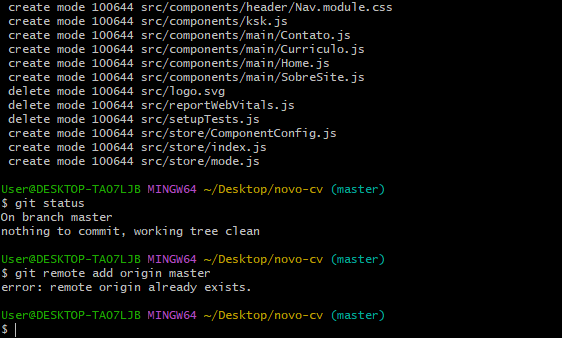 create mode 100644 src/components/header/Nav.module.css
create mode 100644 src/components/ksk.js
create mode 100644 src/components/main/Contato.js
create mode 100644 src/components/main/Curriculo.js
create mode 100644 src/components/main/Home.js
create mode 100644 src/components/main/SobreSite.js
delete mode 100644 src/logo.svg
delete mode 100644 src/reportWebVitals.js
delete mode 100644 src/setupTests.js
create mode 100644 src/store/ComponentConfig.js
create mode 100644 src/store/index.js
create mode 100644 src/store/mode.js
User@DESKTOP-TAO7LJB MINGW64 ~/Desktop/novo-cv (master)
$ git status
On branch master
nothing to commit, working tree clean
User@DESKTOP-TAO7LJB MINGW64 ~/Desktop/novo-cv (master)
$ git remote add origin master
error: remote origin already exists.
User@DESKTOP-TAO7LJB MINGW64 ~/Desktop/novo-cv (master)
$